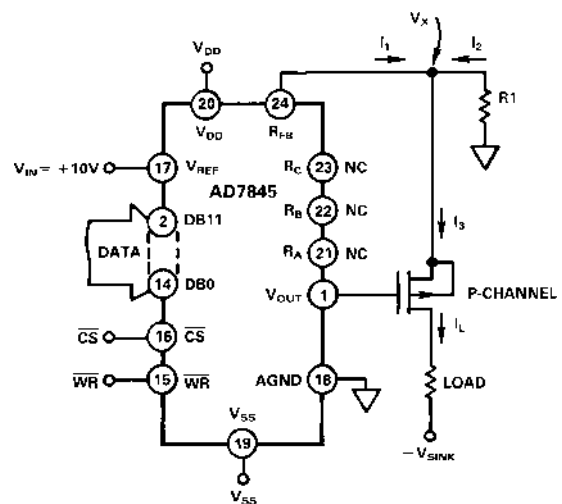 V_X
I_1
I_2
V_DD
20
24
V_DD
R_FB
R1
V_IN = +10V
17
V_REF
AD7845
R_C
23
NC
2
DB11
R_B
22
NC
DATA
R_A
21
NC
I_3
14
DB0
V_OUT
1
P-CHANNEL
I_L
CS
16
CS
WR
15
WR
AGND
18
LOAD
V_SS
19
−V_SINK
V_SS